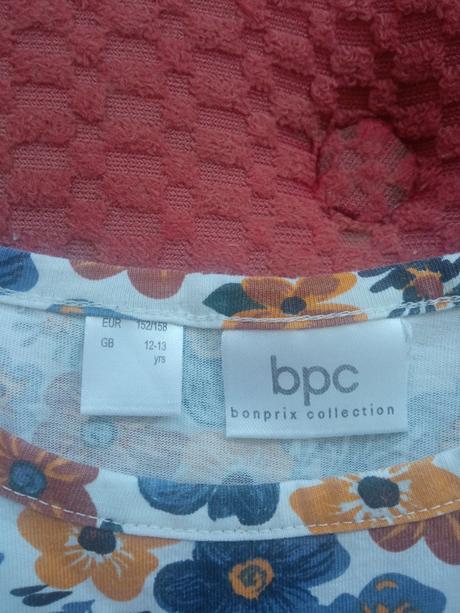 EUR 152/158
GB 12-13
yrs
bpc
bonprix collection